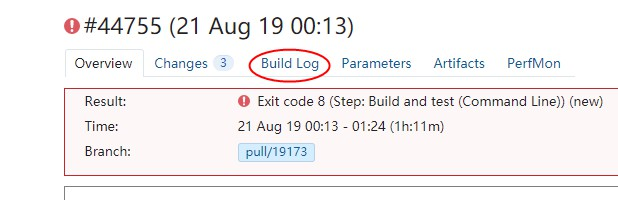 #44755 (21 Aug 19 00:13)
Overview Changes 3 Build Log Parameters Artifacts PerfMon
Result: Exit code 8 (Step: Build and test (Command Line)) (new)
Time: 21 Aug 19 00:13 - 01:24 (1h:11m)
Branch: pull/19173